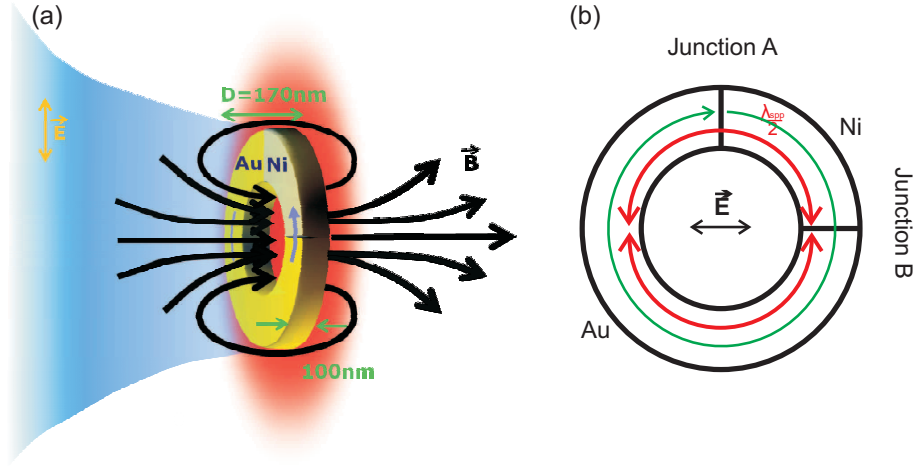 (a)
D=170nm
E
Au Ni
B
100nm
(b)
Junction A
λspp
2
Ni
E
Junction B
Au